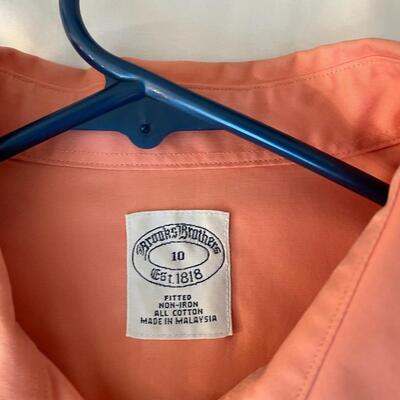 Brooks Brothers
10
Est. 1818
FITTED
NON-IRON
ALL COTTON
MADE IN MALAYSIA